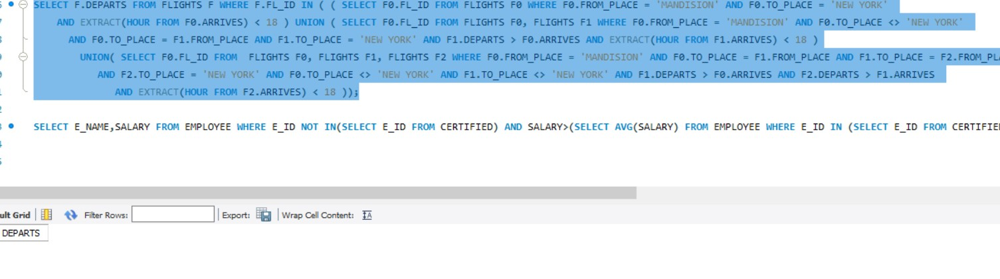 SELECT F.DEPARTS FROM FLIGHTS F WHERE F.FL_ID IN ( ( SELECT F0.FL_ID FROM FLIGHTS F0 WHERE F0.FROM_PLACE = 'MANDISION' AND F0.TO_PLACE = 'NEW YORK'
AND EXTRACT(HOUR FROM F0.ARRIVES) < 18 ) UNION ( SELECT F0.FL_ID FROM FLIGHTS F0, FLIGHTS F1 WHERE F0.FROM_PLACE = 'MANDISION' AND F0.TO_PLACE <> 'NEW YORK'
AND F0.TO_PLACE = F1.FROM_PLACE AND F1.TO_PLACE = 'NEW YORK' AND F1.DEPARTS > F0.ARRIVES AND EXTRACT(HOUR FROM F1.ARRIVES) < 18 )
UNION( SELECT F0.FL_ID FROM  FLIGHTS F0, FLIGHTS F1, FLIGHTS F2 WHERE F0.FROM_PLACE = 'MANDISION' AND F0.TO_PLACE = F1.FROM_PLACE AND F1.TO_PLACE = F2.FROM_PLA
AND F2.TO_PLACE = 'NEW YORK' AND F0.TO_PLACE <> 'NEW YORK' AND F1.TO_PLACE <> 'NEW YORK' AND F1.DEPARTS > F0.ARRIVES AND F2.DEPARTS > F1.ARRIVES
AND EXTRACT(HOUR FROM F2.ARRIVES) < 18 ));
SELECT E_NAME,SALARY FROM EMPLOYEE WHERE E_ID NOT IN(SELECT E_ID FROM CERTIFIED) AND SALARY>(SELECT AVG(SALARY) FROM EMPLOYEE WHERE E_ID IN (SELECT E_ID FROM CERTIFIE
ult Grid Filter Rows: Export: Wrap Cell Content: IA
DEPARTS